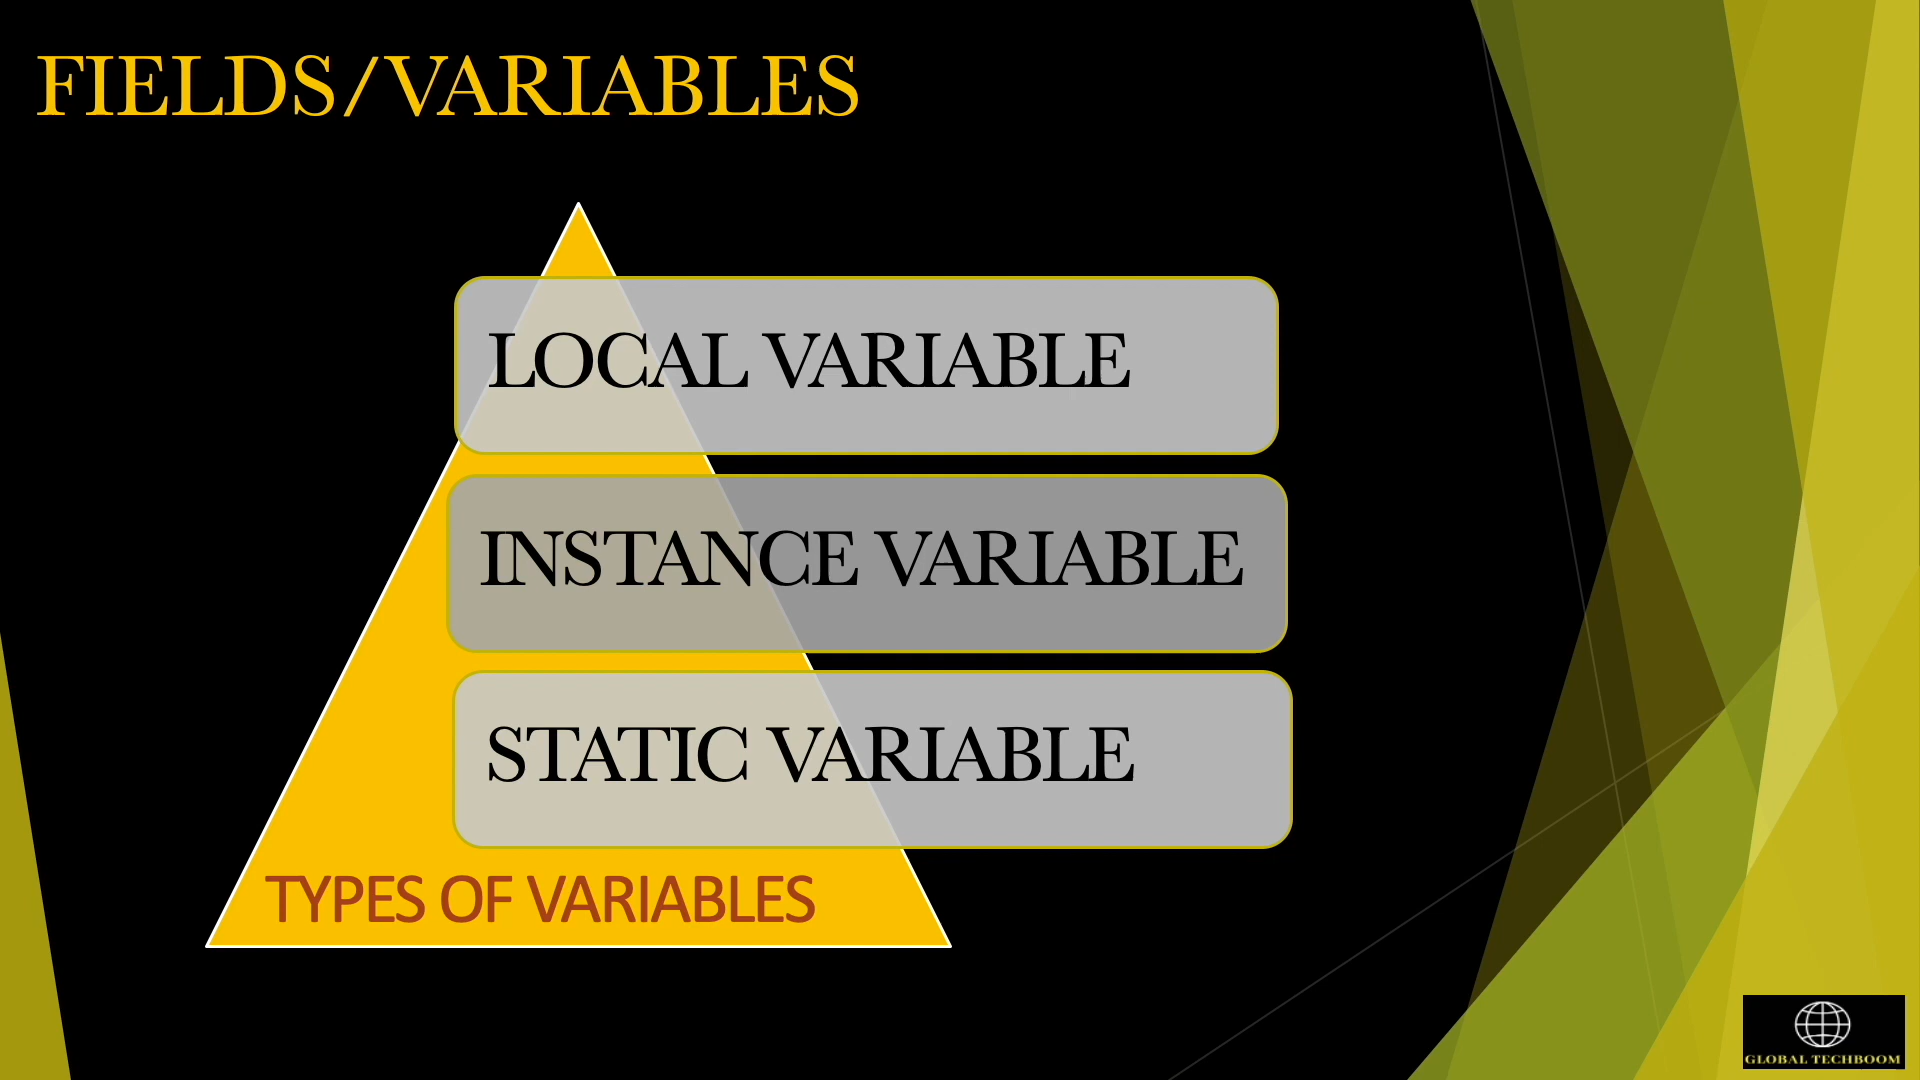 FIELDS/VARIABLES
LOCAL VARIABLE
INSTANCE VARIABLE
STATIC VARIABLE
TYPES OF VARIABLES
GLOBAL TECHBOOM